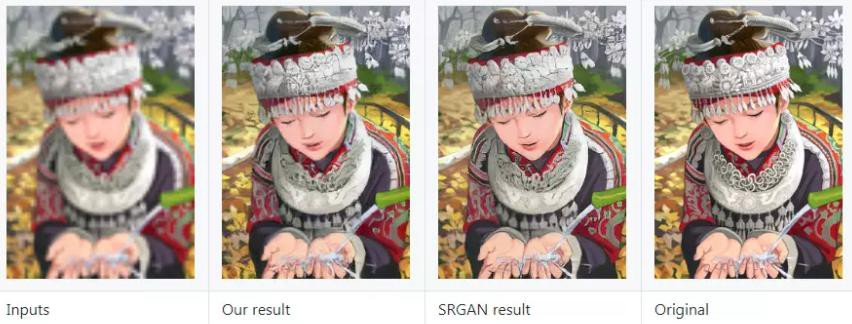 Inputs
Our result
SRGAN result
Original